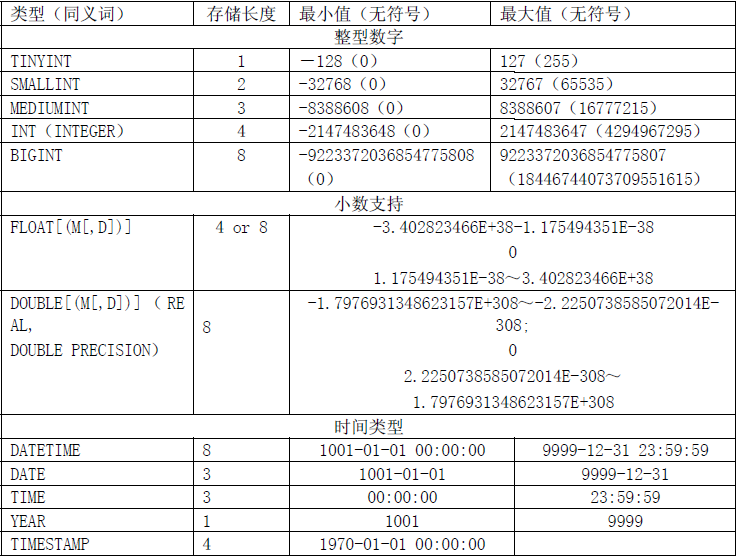 类型（同义词） 存储长度 最小值（无符号） 最大值（无符号）
整型数字
TINYINT 1 －128（0） 127（255）
SMALLINT 2 -32768（0） 32767（65535）
MEDIUMINT 3 -8388608（0） 8388607（16777215）
INT（INTEGER） 4 -2147483648（0） 2147483647（4294967295）
BIGINT 8 -9223372036854775808 9223372036854775807
（0） （18446744073709551615）
小数支持
FLOAT[(M[,D])] 4 or 8 -3.402823466E+38-1.175494351E-38
0
1.175494351E-38～3.402823466E+38
DOUBLE[(M[,D])]（RE -1.7976931348623157E+308～-2.2250738585072014E-
AL, 8 308;
DOUBLE PRECISION） 0
2.2250738585072014E-308～
1.7976931348623157E+308
时间类型
DATETIME 8 1001-01-01 00:00:00 9999-12-31 23:59:59
DATE 3 1001-01-01 9999-12-31
TIME 3 00:00:00 23:59:59
YEAR 1 1001 9999
TIMESTAMP 4 1970-01-01 00:00:00